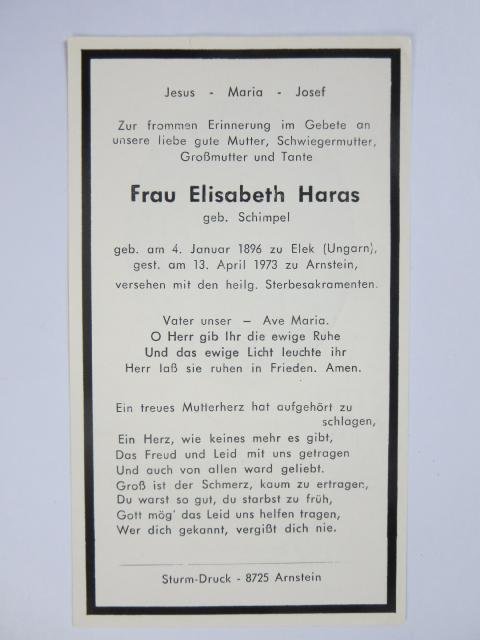 Jesus - Maria - Josef
Zur frommen Erinnerung im Gebete an
unsere liebe gute Mutter, Schwiegermutter,
Großmutter und Tante
Frau Elisabeth Haras
geb. Schimpel
geb. am 4. Januar 1896 zu Elek (Ungarn),
gest. am 13. April 1973 zu Arnstein,
versehen mit den heilg. Sterbesakramenten.
Vater unser – Ave Maria.
O Herr gib Ihr die ewige Ruhe
Und das ewige Licht leuchte ihr
Herr laß sie ruhen in Frieden. Amen.
Ein treues Mutterherz hat aufgehört zu
schlagen,
Ein Herz, wie keines mehr es gibt,
Das Freud und Leid mit uns getragen
Und auch von allen ward geliebt.
Groß ist der Schmerz, kaum zu ertragen,
Du warst so gut, du starbst zu früh,
Gott mög' das Leid uns helfen tragen,
Wer dich gekannt, vergißt dich nie.
Sturm-Druck - 8725 Arnstein